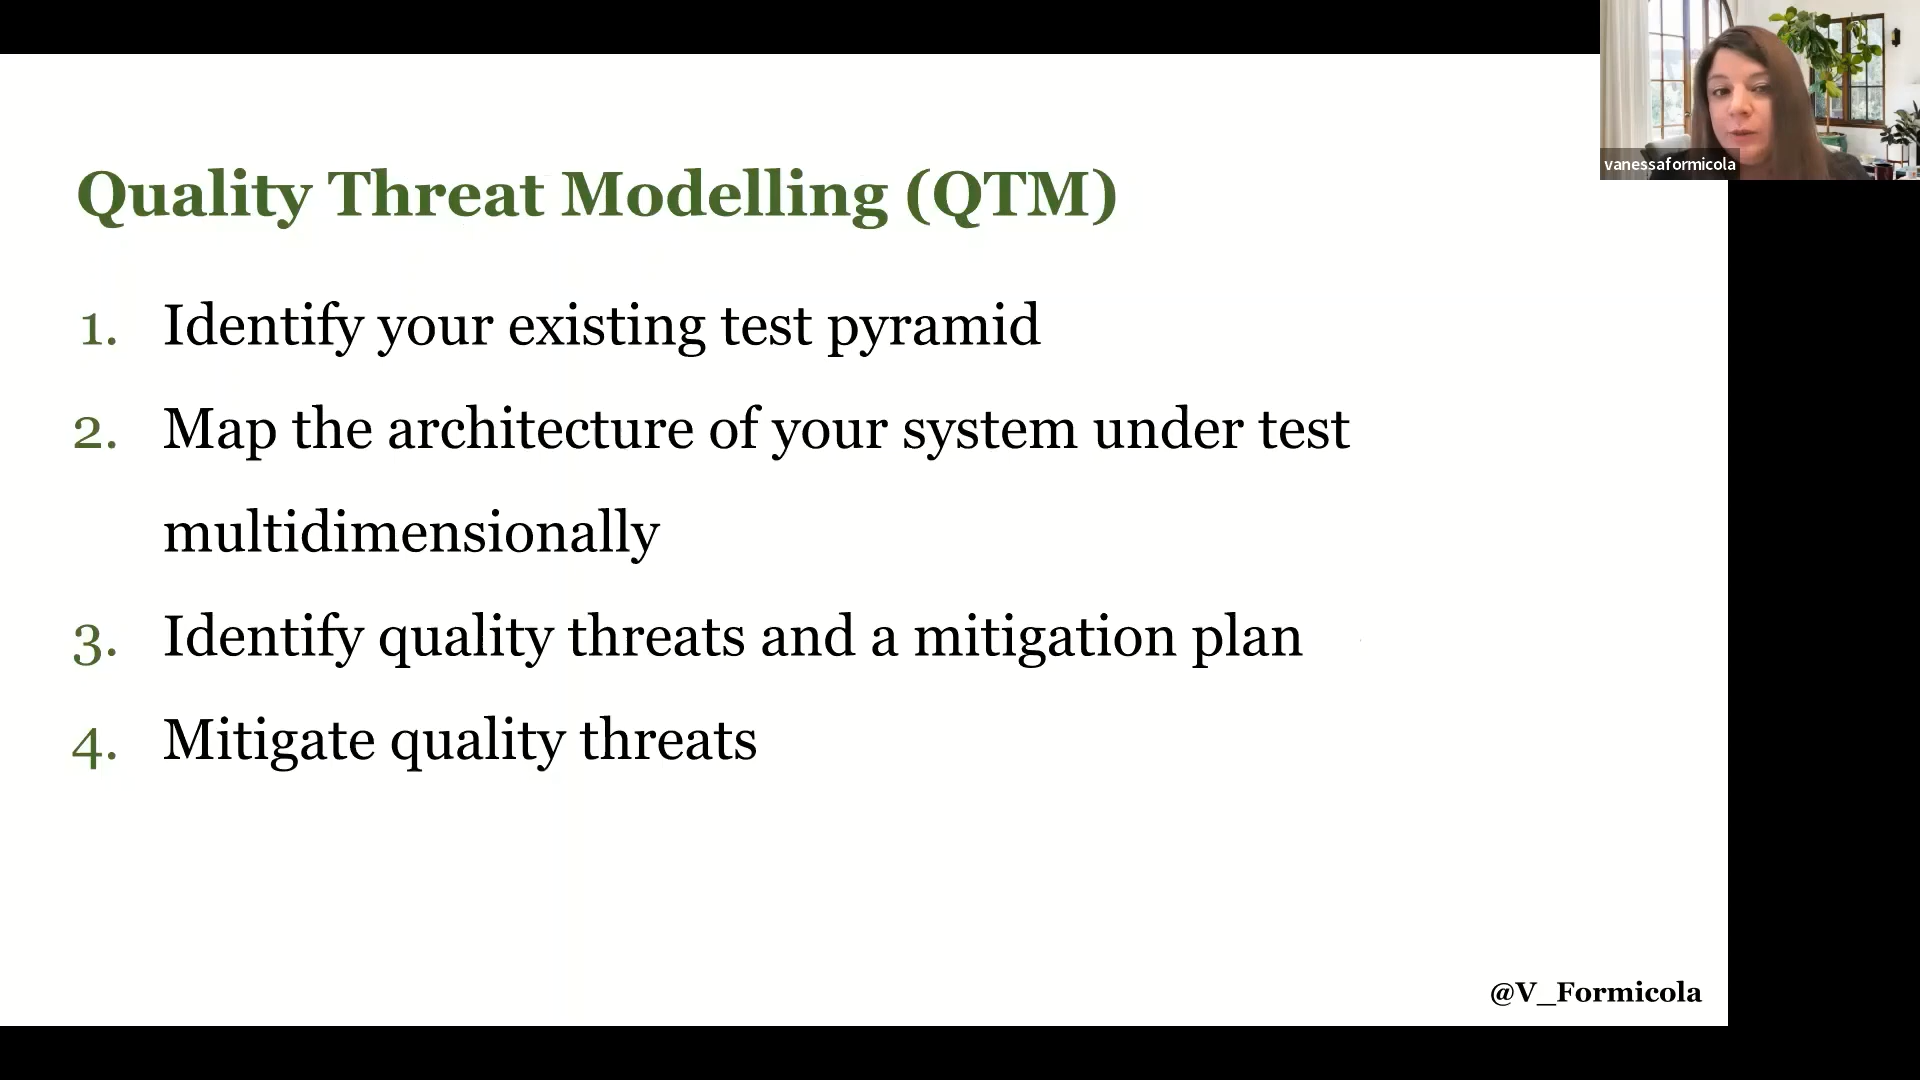 vanessaformicola
Quality Threat Modelling (QTM)
1. Identify your existing test pyramid
2. Map the architecture of your system under test
multidimensionally
3. Identify quality threats and a mitigation plan
4. Mitigate quality threats
@V_Formicola